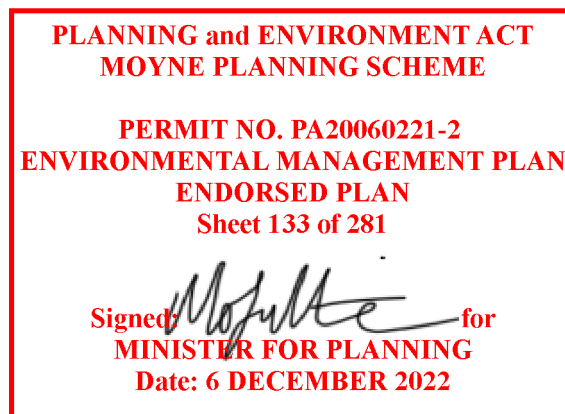 PLANNING and ENVIRONMENT ACT
MOYNE PLANNING SCHEME
PERMIT NO. PA20060221-2
ENVIRONMENTAL MANAGEMENT PLAN
ENDORSED PLAN
Sheet 133 of 281
Signed: for
MINISTER FOR PLANNING
Date: 6 DECEMBER 2022